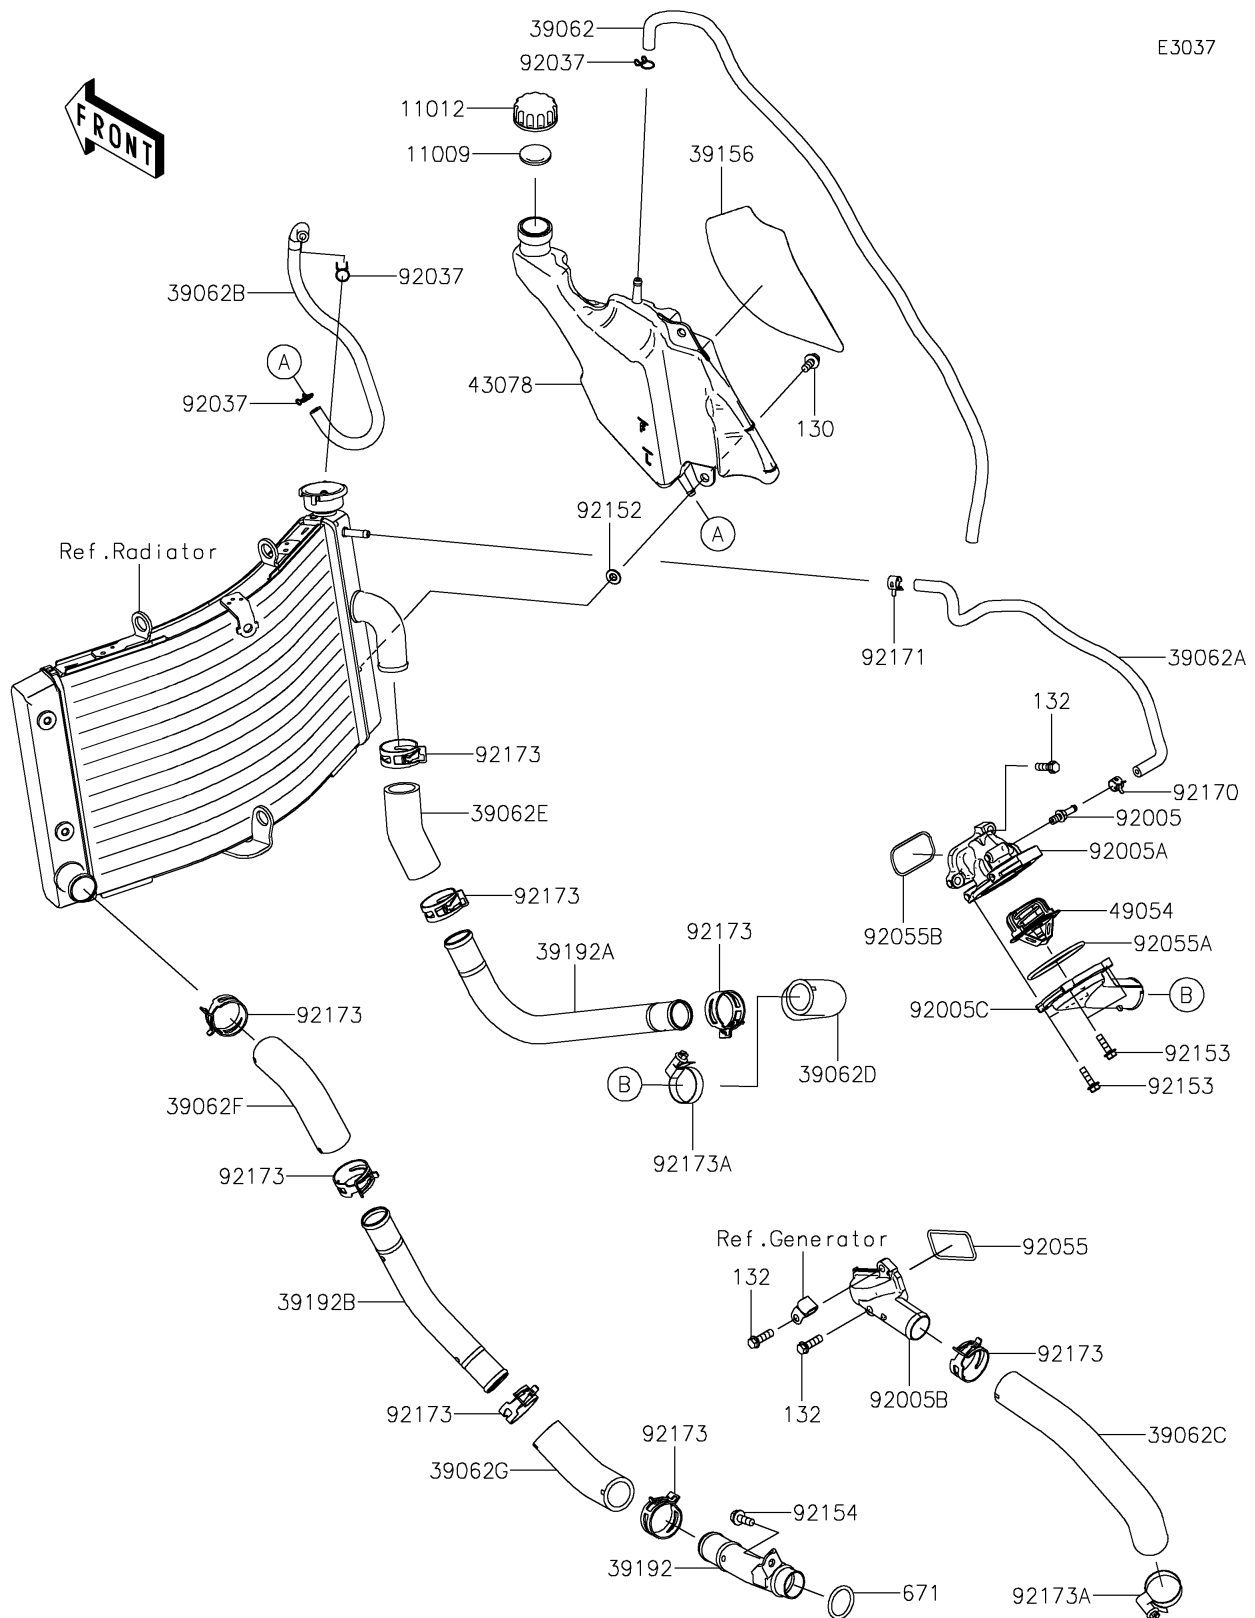 39062
E3037
92037
FRONT
11012
11009
39156
92037
39062B
A
43078
92037
130
92152
A
Ref.Radiator
92171
39062A
132
92173
39062E
92170
92005
92005A
92173
49054
92173
92055B
39192A
92055A
92005C
B
92173
92153
39062D
B
92153
39062F
92173A
92173
Ref.Generator
92055
132
39192B
92173
92005B
132
92173
92173
39062C
39062G
92154
39192
671
92173A